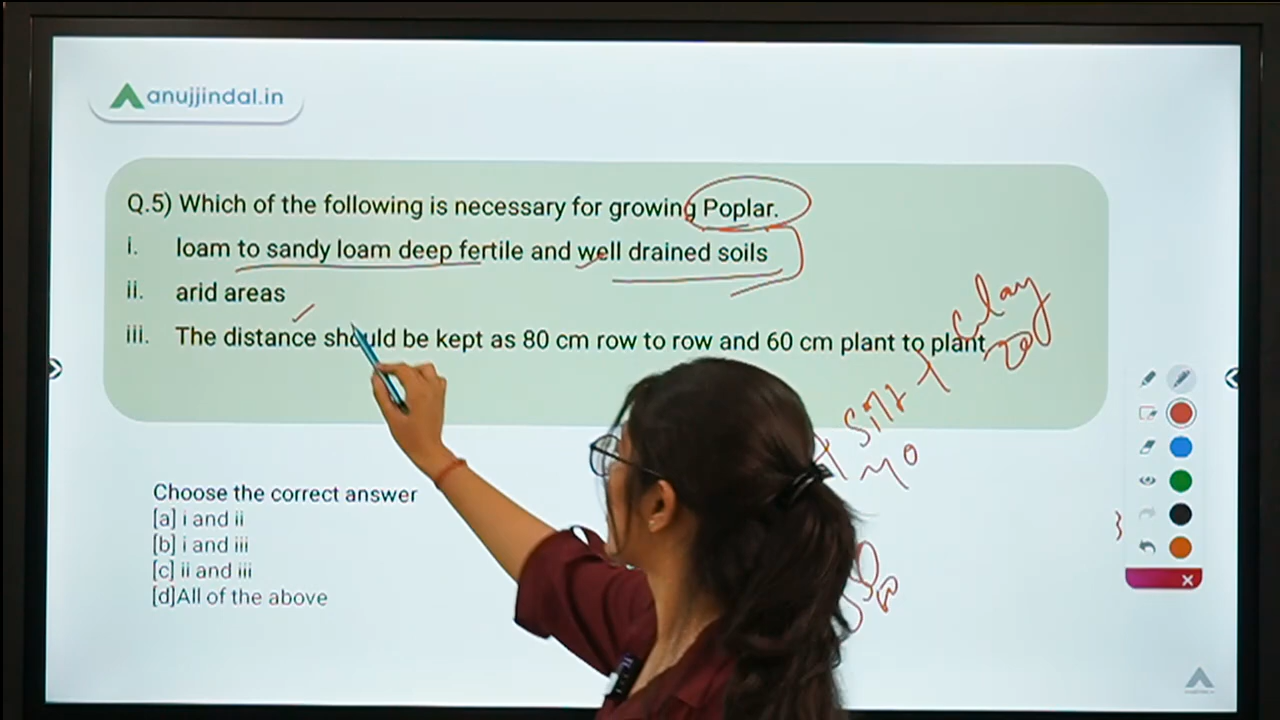 anujjindal.in
Q.5) Which of the following is necessary for growing Poplar.
i. loam to sandy loam deep fertile and well drained soils
ii. arid areas
iii. The distance should be kept as 80 cm row to row and 60 cm plant to plant
clay
20
+ silt +
40
Choose the correct answer
[a] i and ii
[b] i and iii
[c] ii and iii
[d]All of the above